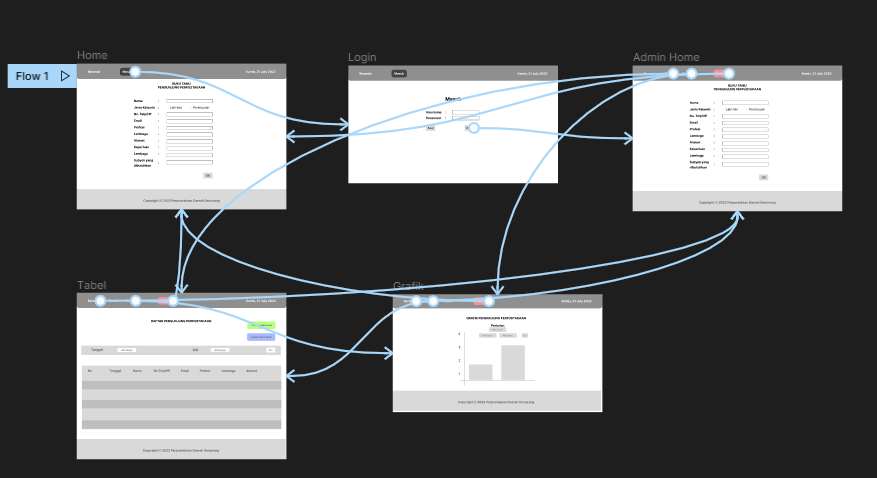 Flow 1
Home
Beranda
Kamis, 21 July 2022
BUKU TAMU
PENGUNJUNG PERPUSTAKAAN
Nama :
Jenis Kelamin :
Laki-laki
Perempuan
No. Telp/HP :
Email :
Profesi :
Lembaga :
Alamat :
Keperluan :
Lembaga :
Subyek yang dibutuhkan :
OK
Copyright © 2022 Perpustakaan Daerah Semarang
Login
Beranda
Masuk
Kamis, 21 July 2022
Masuk
Username :
Password :
Admin Home
Kamis, 21 July 2022
BUKU TAMU
PENGUNJUNG PERPUSTAKAAN
Nama :
Jenis Kelamin :
Laki-laki
Perempuan
No. Telp/HP :
Email :
Profesi :
Lembaga :
Alamat :
Keperluan :
Lembaga :
Subyek yang dibutuhkan :
OK
Copyright © 2022 Perpustakaan Daerah Semarang
Tabel
Kamis, 21 July 2022
DAFTAR PENGUNJUNG PERPUSTAKAAN
Tanggal
No
Tanggal
Nama
No Telp/HP
Email
Profesi
Lembaga
Alamat
Copyright © 2022 Perpustakaan Daerah Semarang
Grafik
Kamis, 21 July 2022
GRAFIK PENGUNJUNG PERPUSTAKAAN
Copyright © 2022 Perpustakaan Daerah Semarang